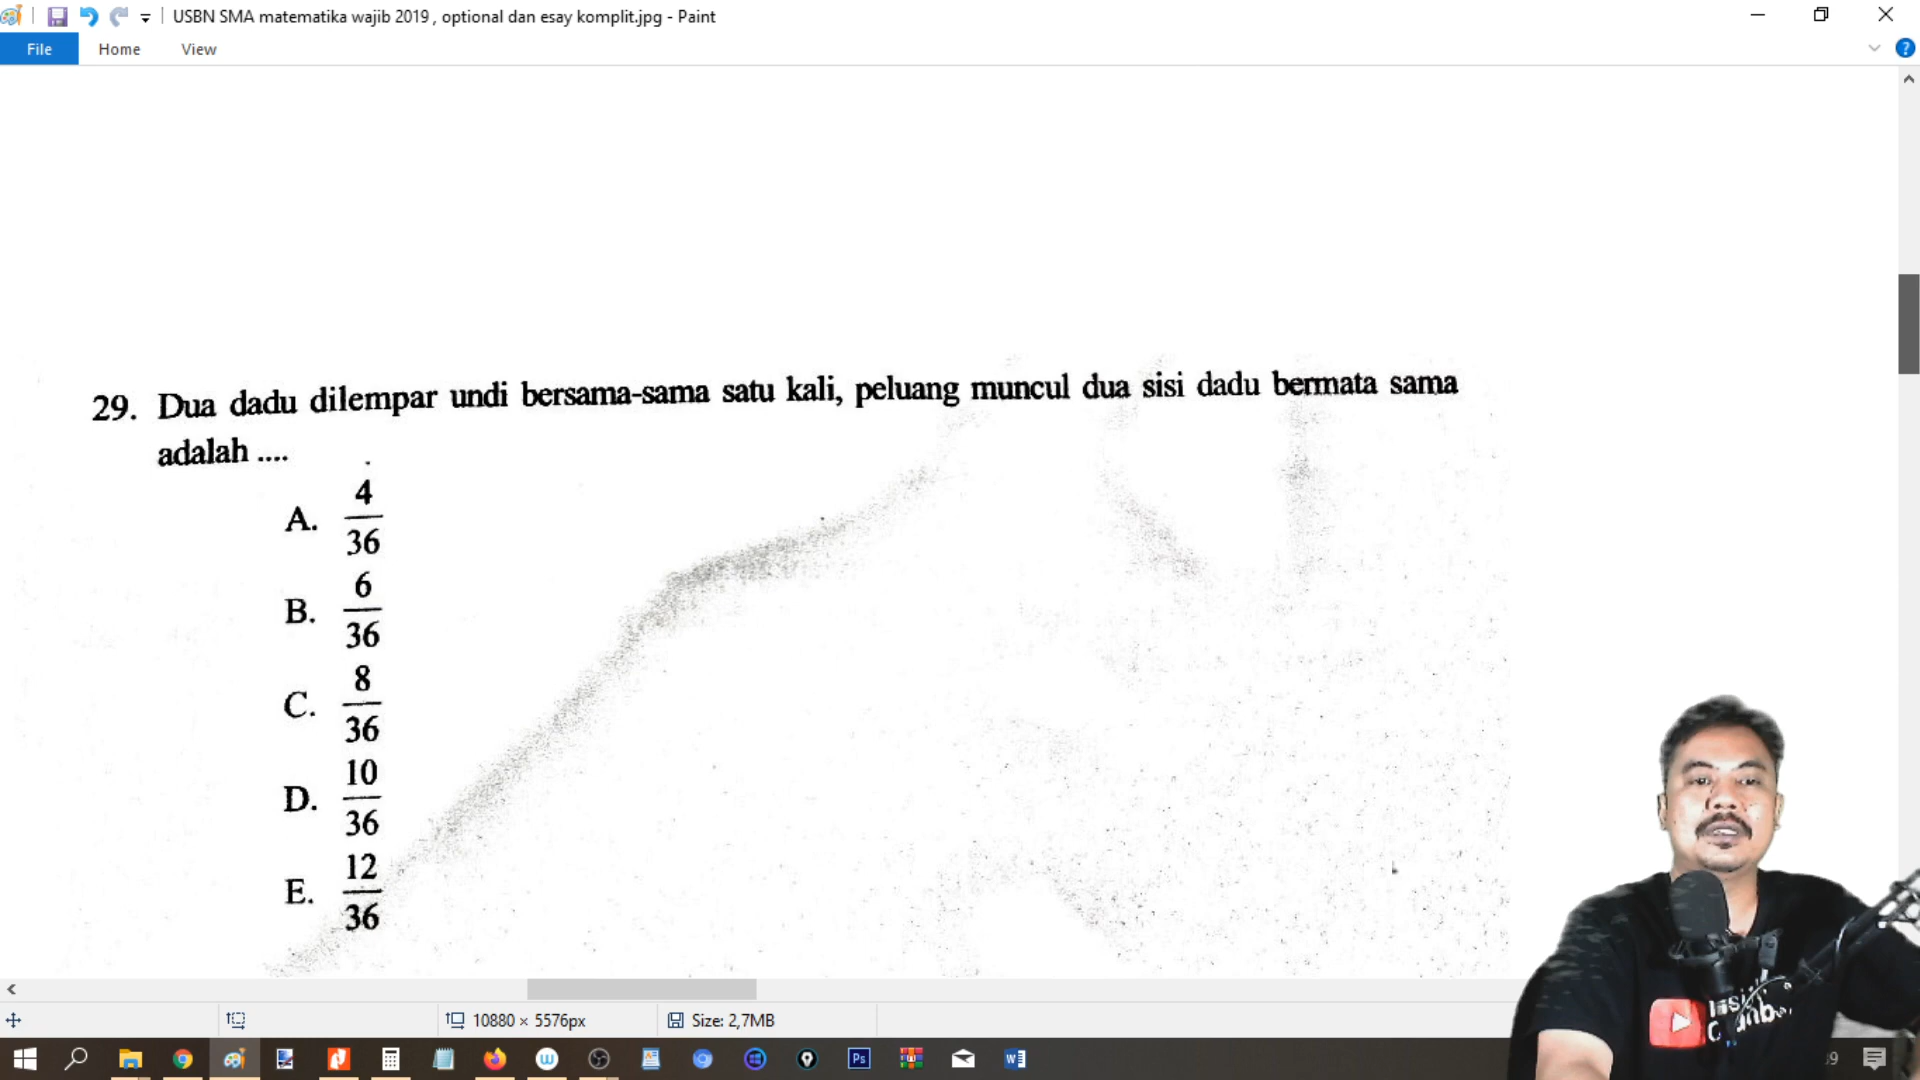 USBN SMA matematika wajib 2019 , optional dan esay komplit.jpg - Paint
File Home View
29. Dua dadu dilempar undi bersama-sama satu kali, peluang muncul dua sisi dadu bermata sama
adalah ....
A. 4/36
B. 6/36
C. 8/36
D. 10/36
E. 12/36
10880 × 5576px Size: 2,7MB
Ps